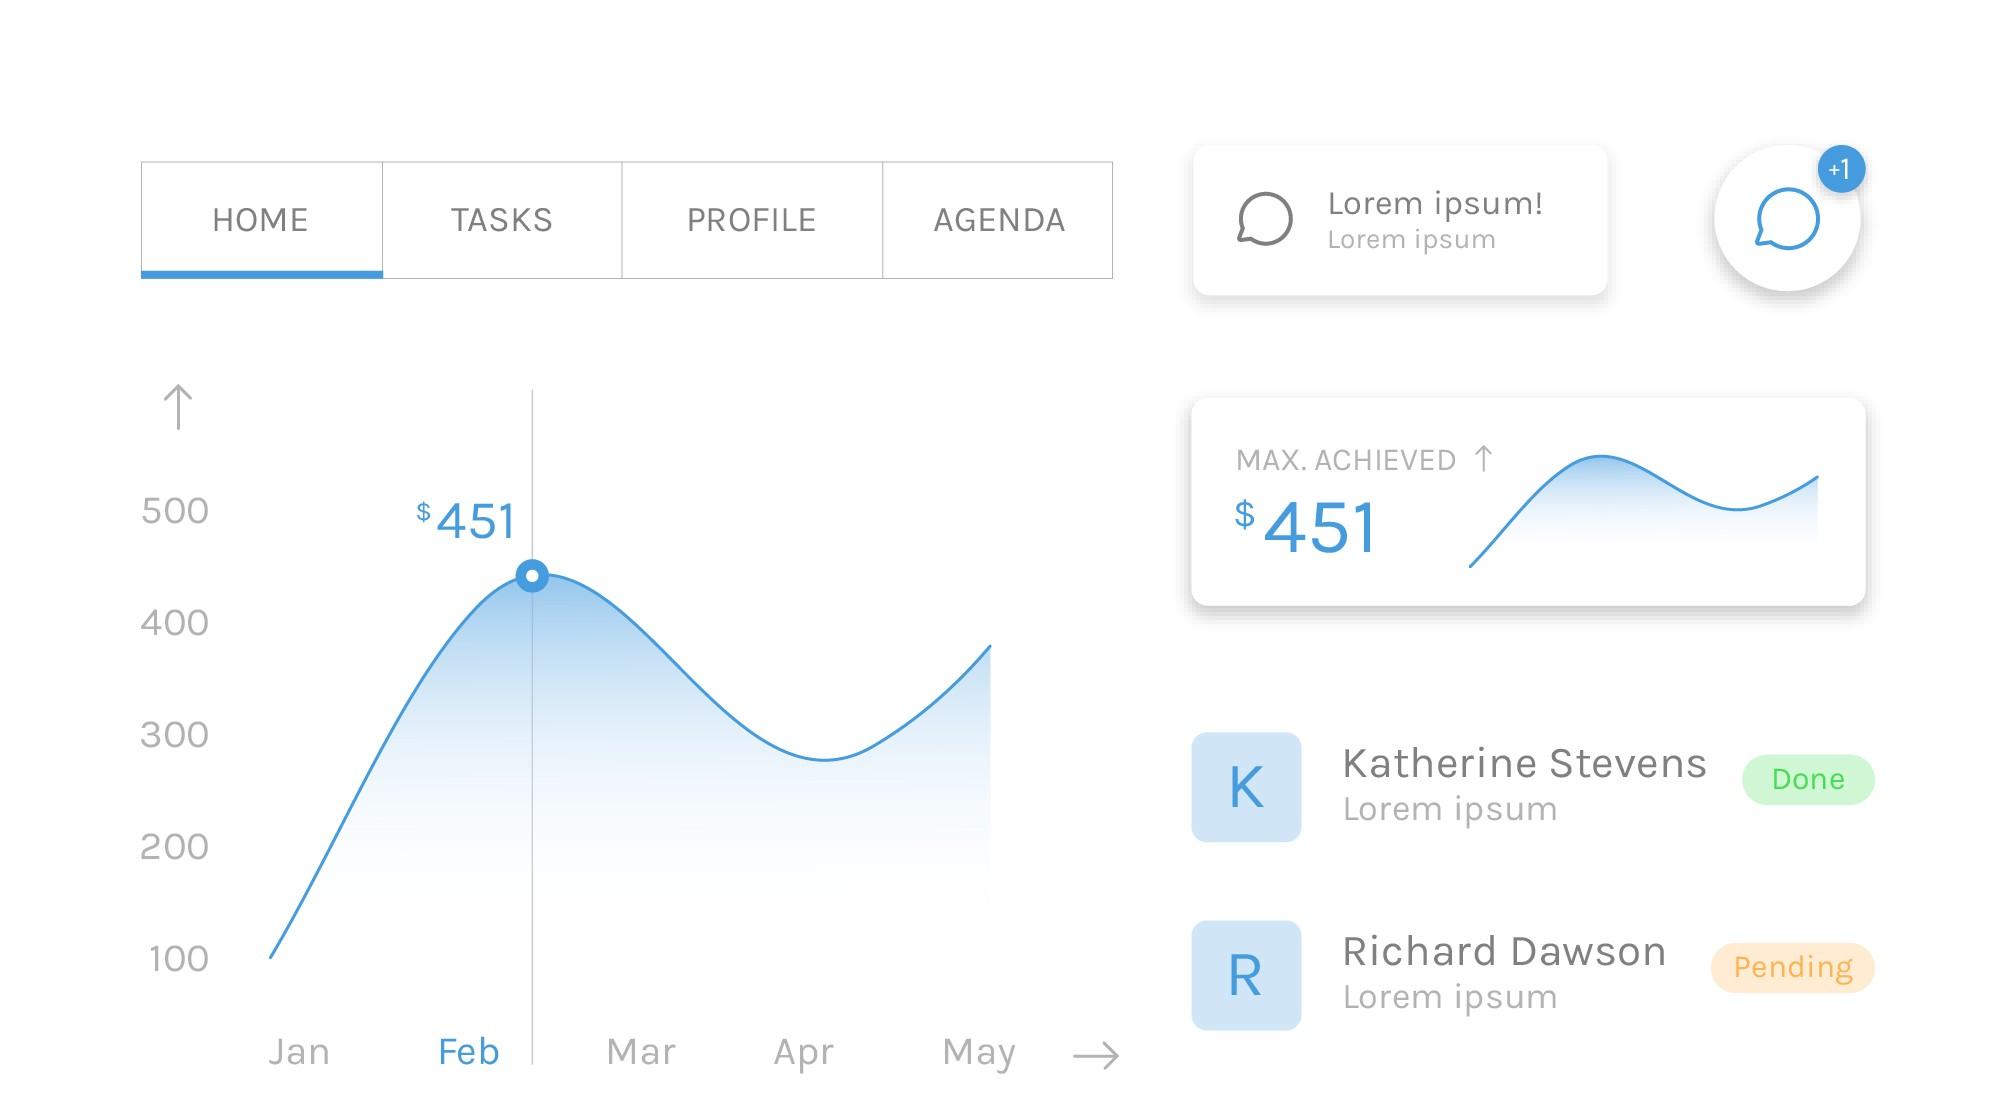 HOME
TASKS
PROFILE
AGENDA
Lorem ipsum!
Lorem ipsum
+1
$451
500
400
300
200
100
Jan
Feb
Mar
Apr
May
MAX. ACHIEVED ↑
$451
K
Katherine Stevens
Lorem ipsum
Done
R
Richard Dawson
Lorem ipsum
Pending